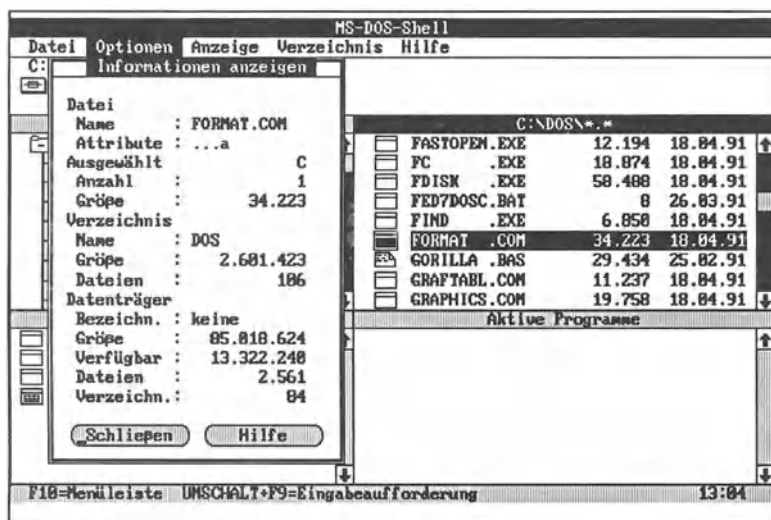 MS-DOS-Shell
Datei Optionen Anzeige Verzeichnis Hilfe
C:
Informationen anzeigen
Datei
Name : FORMAT.COM
Attribute : ...a
Ausgewählt C
Anzahl : 1
Größe : 34.223
Verzeichnis
Name : DOS
Größe : 2.601.423
Dateien : 106
Datenträger
Bezeichn. : keine
Größe : 85.018.624
Verfügbar : 13.322.240
Dateien : 2.561
Verzeichn.: 84
Schließen Hilfe
C:\DOS\*.*
FASTOPEN.EXE 12.194 18.04.91
FC .EXE 18.874 18.04.91
FDISK .EXE 58.488 18.04.91
FED7DOSC.BAT 8 26.03.91
FIND .EXE 6.850 18.04.91
FORMAT .COM 34.223 18.04.91
GORILLA .BAS 29.434 25.02.91
GRAFTABL.COM 11.237 18.04.91
GRAPHICS.COM 19.758 18.04.91
Aktive Programme
F10=Menüleiste UMSCHALT+F9=Eingabeaufforderung 13:04